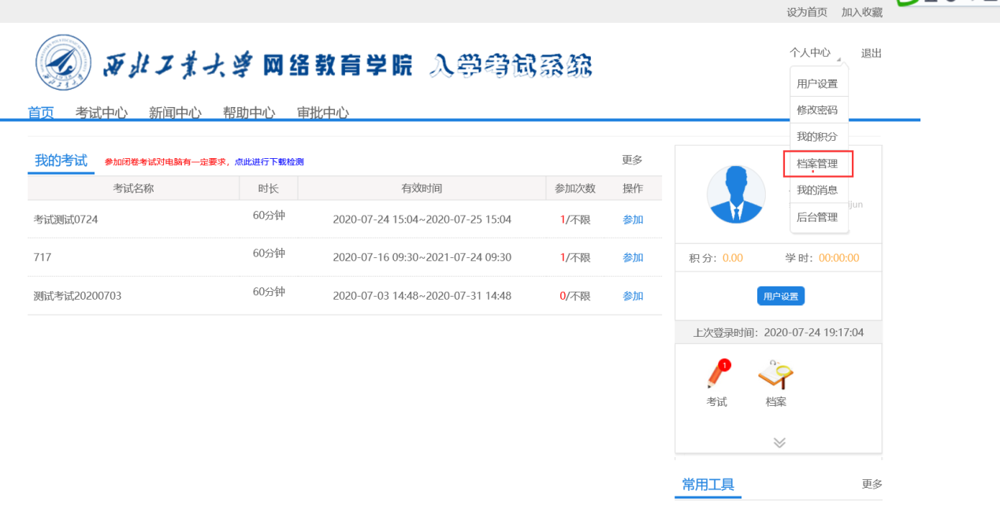 设为首页 加入收藏
西北工业大学 网络教育学院 入学考试系统
个人中心 退出
首页 考试中心 新闻中心 帮助中心 审批中心
用户设置
修改密码
我的积分
档案管理
我的消息
后台管理
我的考试 参加闭卷考试对电脑有一定要求，点此进行下载检测 更多
考试名称 时长 有效时间 参加次数 操作
考试测试0724 60分钟 2020-07-24 15:04~2020-07-25 15:04 1/不限 参加
717 60分钟 2020-07-16 09:30~2021-07-24 09:30 1/不限 参加
测试考试20200703 60分钟 2020-07-03 14:48~2020-07-31 14:48 0/不限 参加
jun
积 分：0.00 学 时：00:00:00
用户设置
上次登录时间：2020-07-24 19:17:04
1
考试 档案
常用工具 更多